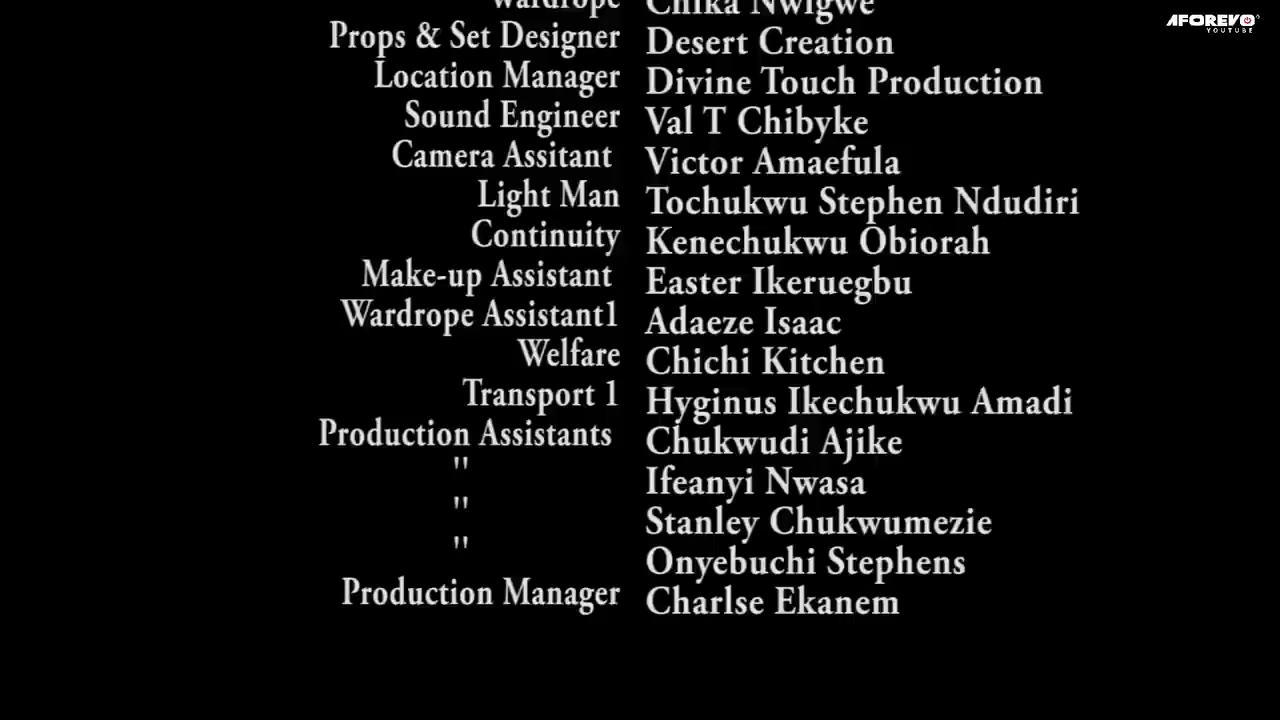 Wardrope Chika Nwigwe
AFOREVO
YOUTUBE
Props & Set Designer Desert Creation
Location Manager Divine Touch Production
Sound Engineer Val T Chibyke
Camera Assitant Victor Amaefula
Light Man Tochukwu Stephen Ndudiri
Continuity Kenechukwu Obiorah
Make-up Assistant Easter Ikeruegbu
Wardrope Assistant1 Adaeze Isaac
Welfare Chichi Kitchen
Transport 1 Hyginus Ikechukwu Amadi
Production Assistants Chukwudi Ajike
" Ifeanyi Nwasa
" Stanley Chukwumezie
" Onyebuchi Stephens
Production Manager Charlse Ekanem